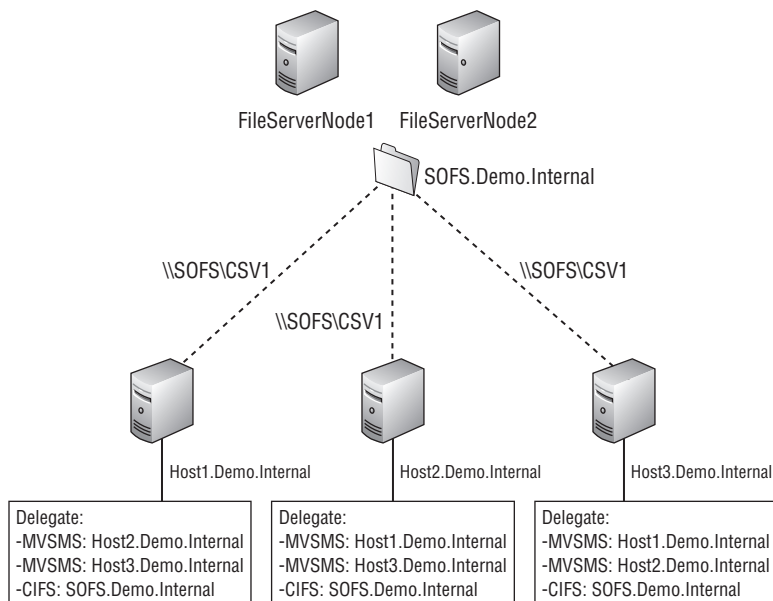 FileServerNode1
FileServerNode2
SOFS.Demo.Internal
\\SOFS\CSV1
\\SOFS\CSV1
\\SOFS\CSV1
Host1.Demo.Internal
Host2.Demo.Internal
Host3.Demo.Internal
Delegate:
-MVSMS: Host2.Demo.Internal
-MVSMS: Host3.Demo.Internal
-CIFS: SOFS.Demo.Internal
Delegate:
-MVSMS: Host1.Demo.Internal
-MVSMS: Host3.Demo.Internal
-CIFS: SOFS.Demo.Internal
Delegate:
-MVSMS: Host1.Demo.Internal
-MVSMS: Host2.Demo.Internal
-CIFS: SOFS.Demo.Internal